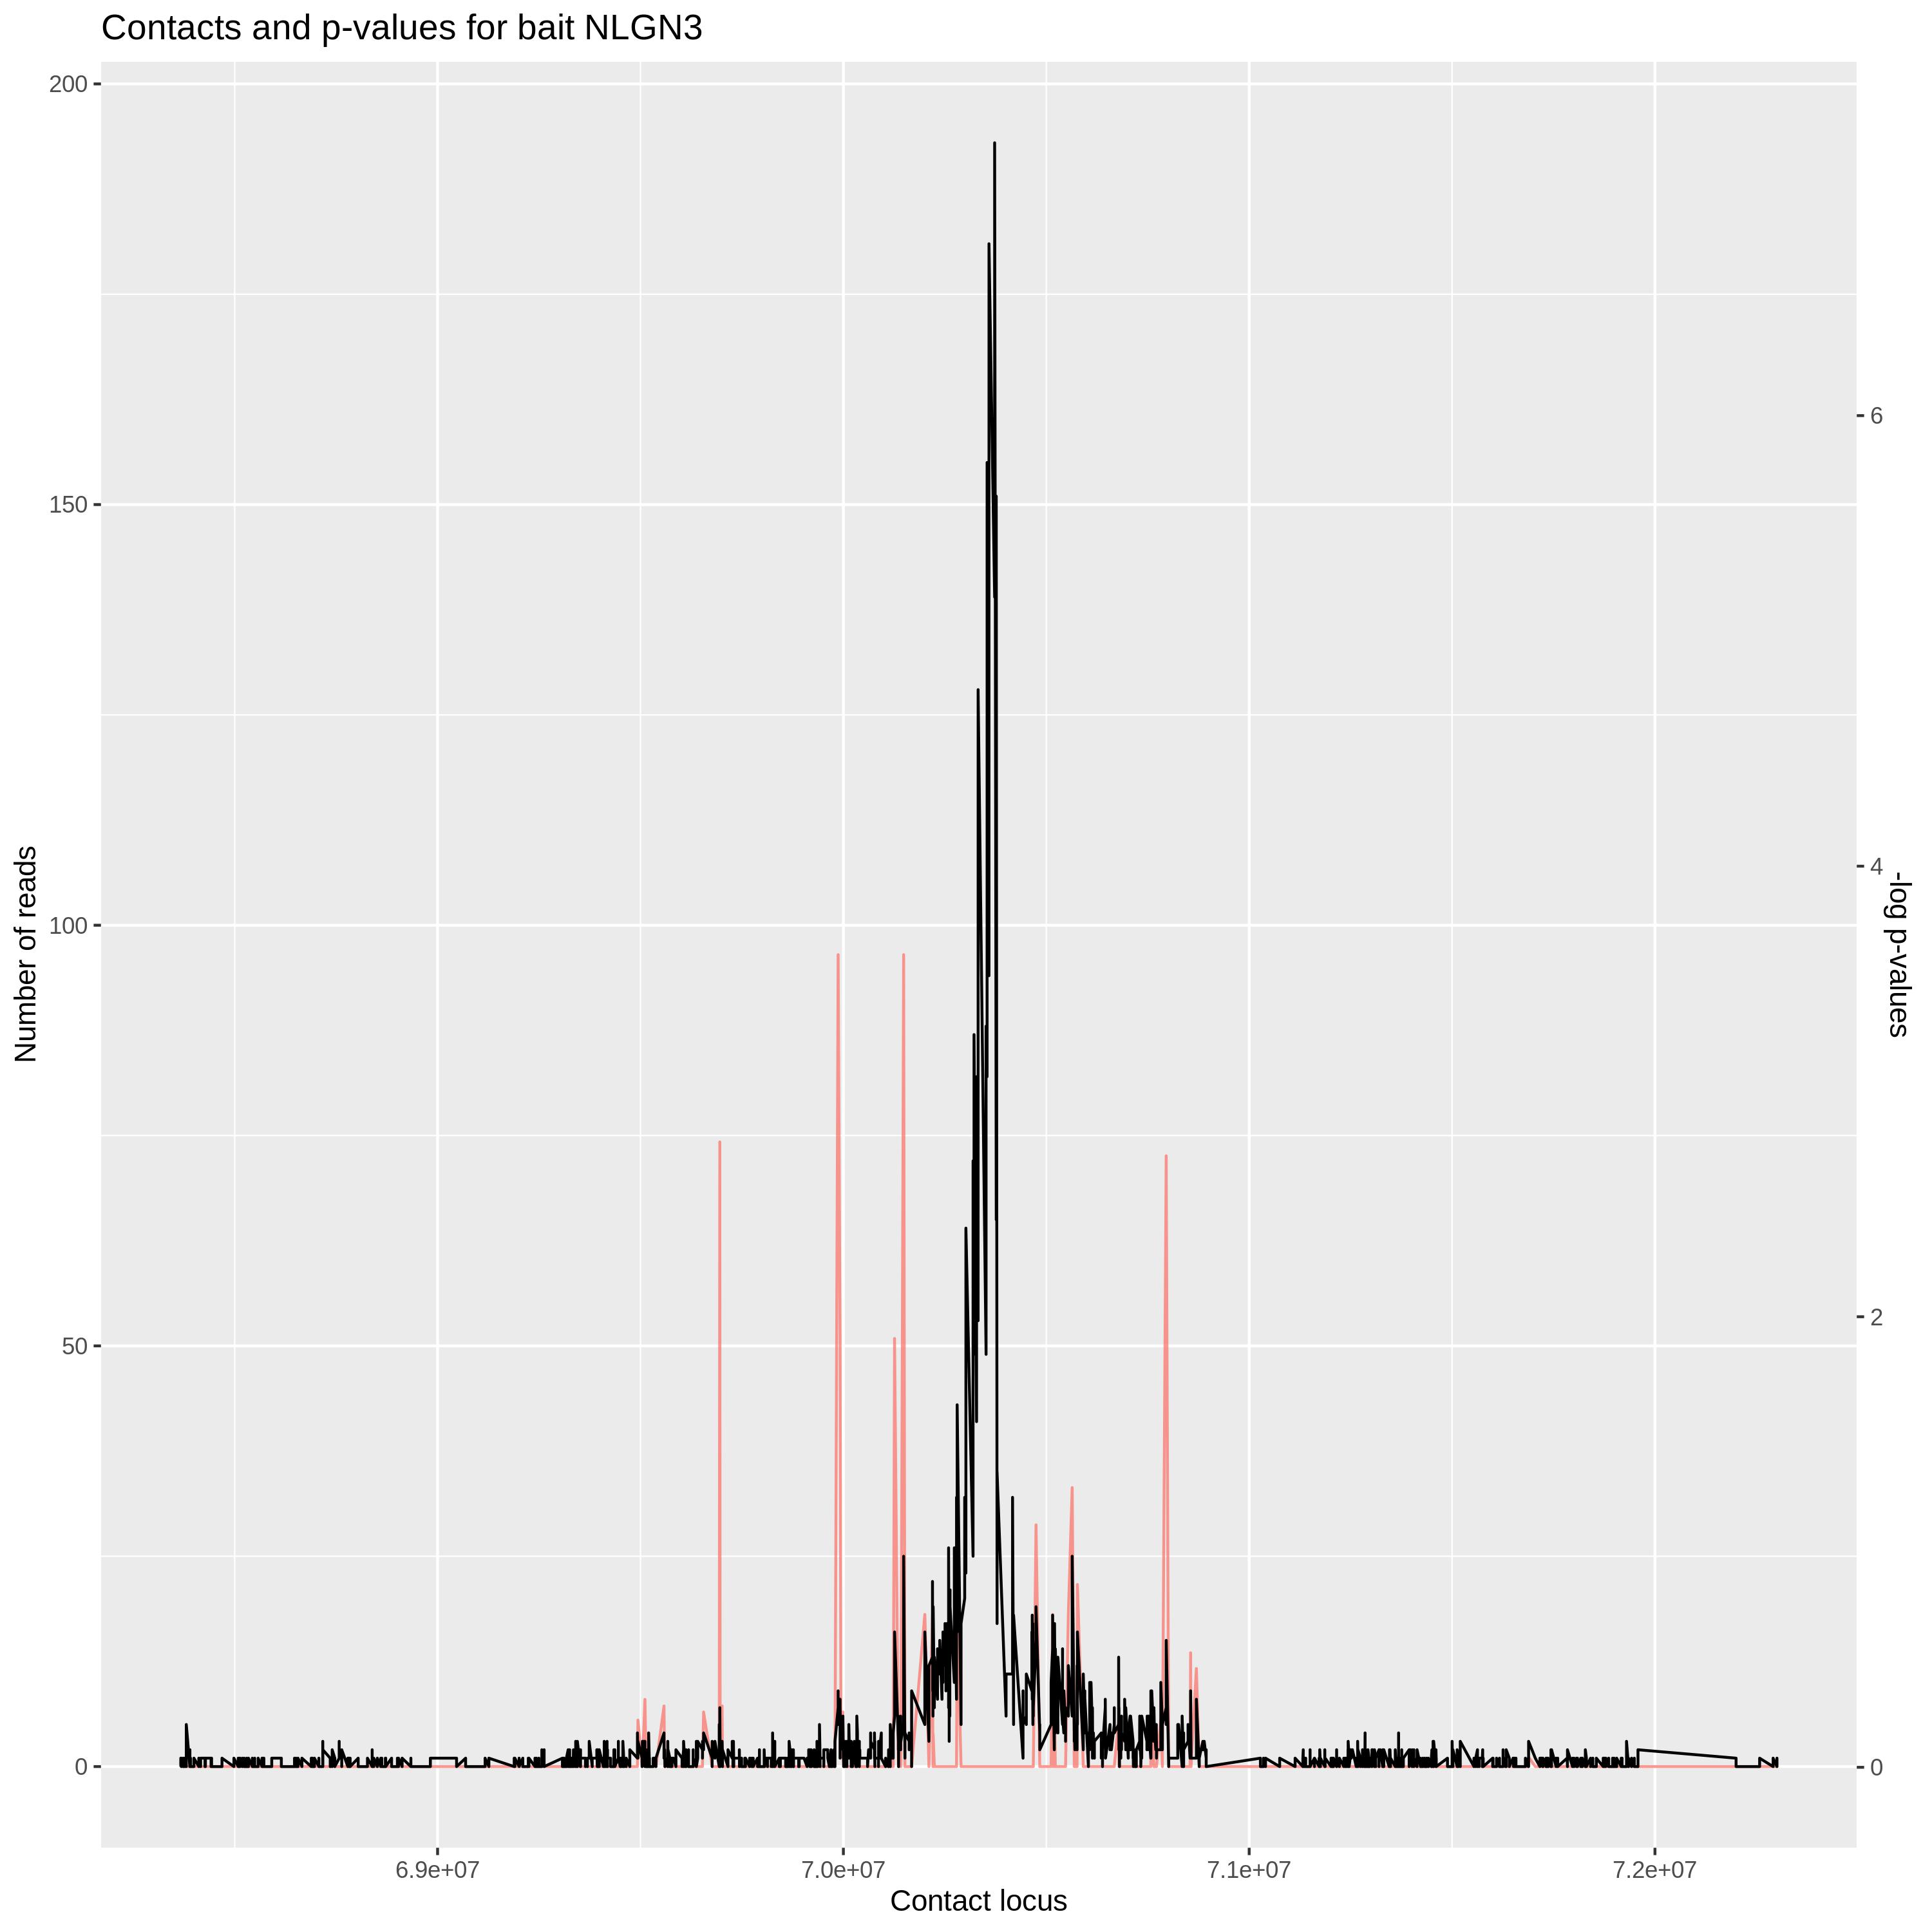 Contacts and p-values for bait NLGN3
200
150
100
50
0
Number of reads
6
4
2
0
-log p-values
6.9e+07
7.0e+07
7.1e+07
7.2e+07
Contact locus